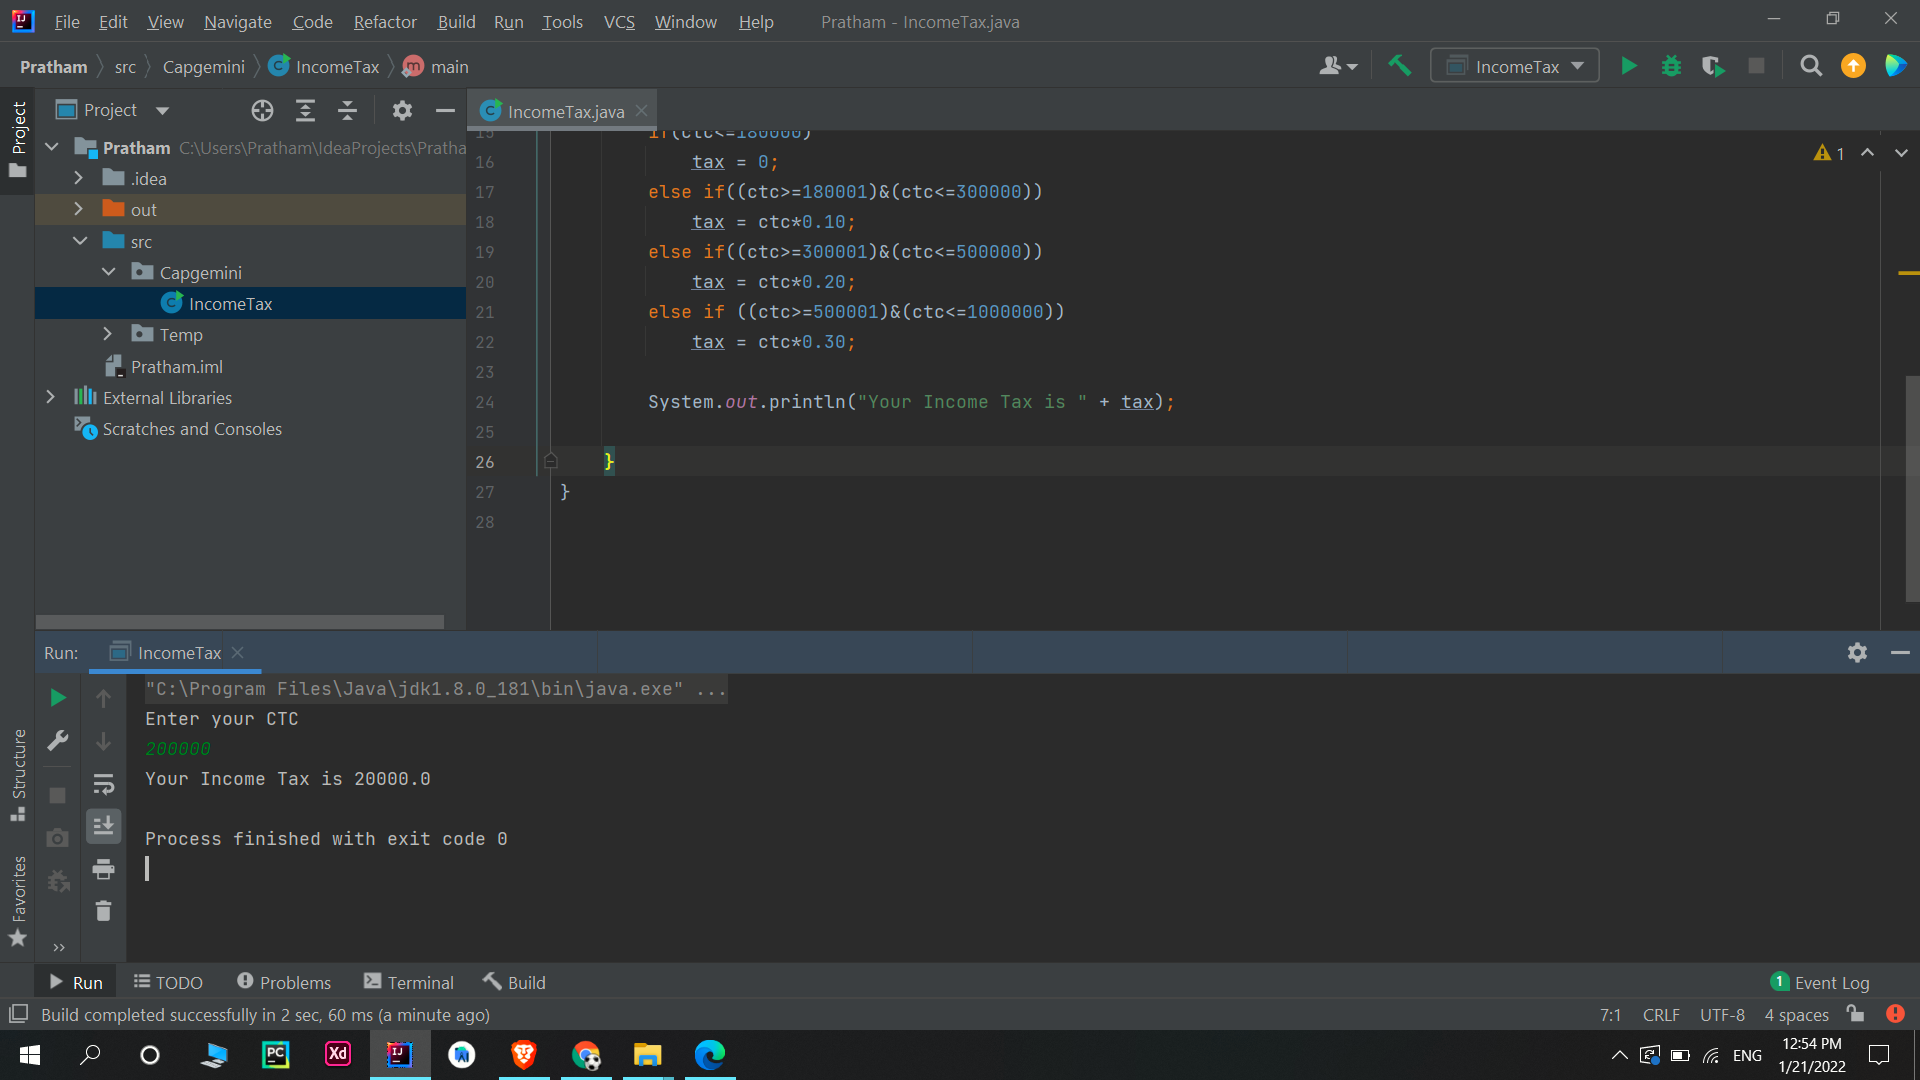 File Edit View Navigate Code Refactor Build Run Tools VCS Window Help Pratham - IncomeTax.java
Pratham src Capgemini IncomeTax main IncomeTax
Project
Project
IncomeTax.java
Pratham C:\Users\Pratham\IdeaProjects\Pratha
.idea
out
src
Capgemini
IncomeTax
Temp
Pratham.iml
External Libraries
Scratches and Consoles
1
15 if(ctc<=180000)
16 tax = 0;
17 else if((ctc>=180001)&(ctc<=300000))
18 tax = ctc*0.10;
19 else if((ctc>=300001)&(ctc<=500000))
20 tax = ctc*0.20;
21 else if ((ctc>=500001)&(ctc<=1000000))
22 tax = ctc*0.30;
23
24 System.out.println("Your Income Tax is " + tax);
25
26 }
27 }
28
Run: IncomeTax
"C:\Program Files\Java\jdk1.8.0_181\bin\java.exe" ...
Enter your CTC
200000
Your Income Tax is 20000.0
Process finished with exit code 0
Structure
Favorites
Run TODO Problems Terminal Build 1 Event Log
Build completed successfully in 2 sec, 60 ms (a minute ago) 7:1 CRLF UTF-8 4 spaces
PC Xd IJ ENG 12:54 PM
1/21/2022